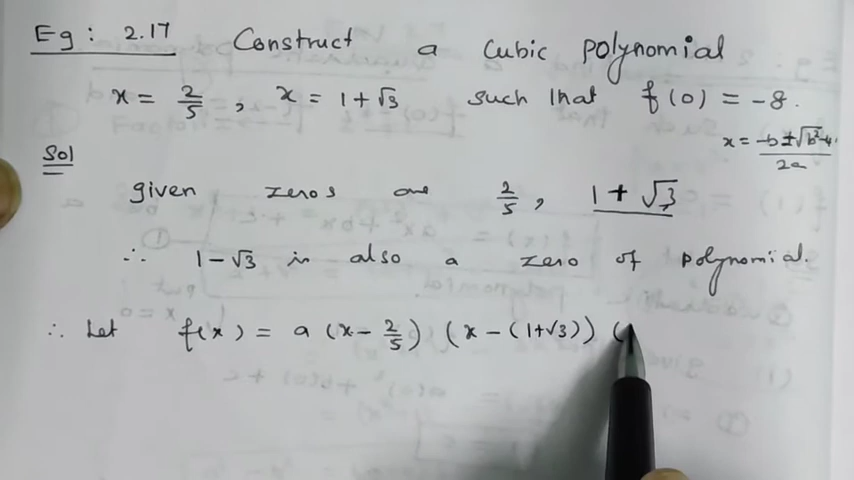 Eg: 2.17 Construct a cubic polynomial
x = 2/5, x = 1+√3 such that f(0) = -8.
x = -b±√b²-4
2a
Sol
given zeros are 2/5, 1+√3
∴ 1-√3 is also a zero of polynomial.
∴ Let f(x) = a (x - 2/5) (x - (1+√3)) (